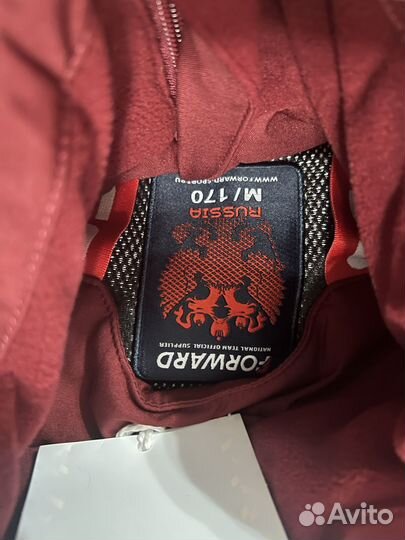 FORWARD
NATIONAL TEAM OFFICIAL SUPPLIER
RUSSIA
M/170
WWW.FORWARD-SPORT.RU
Avito